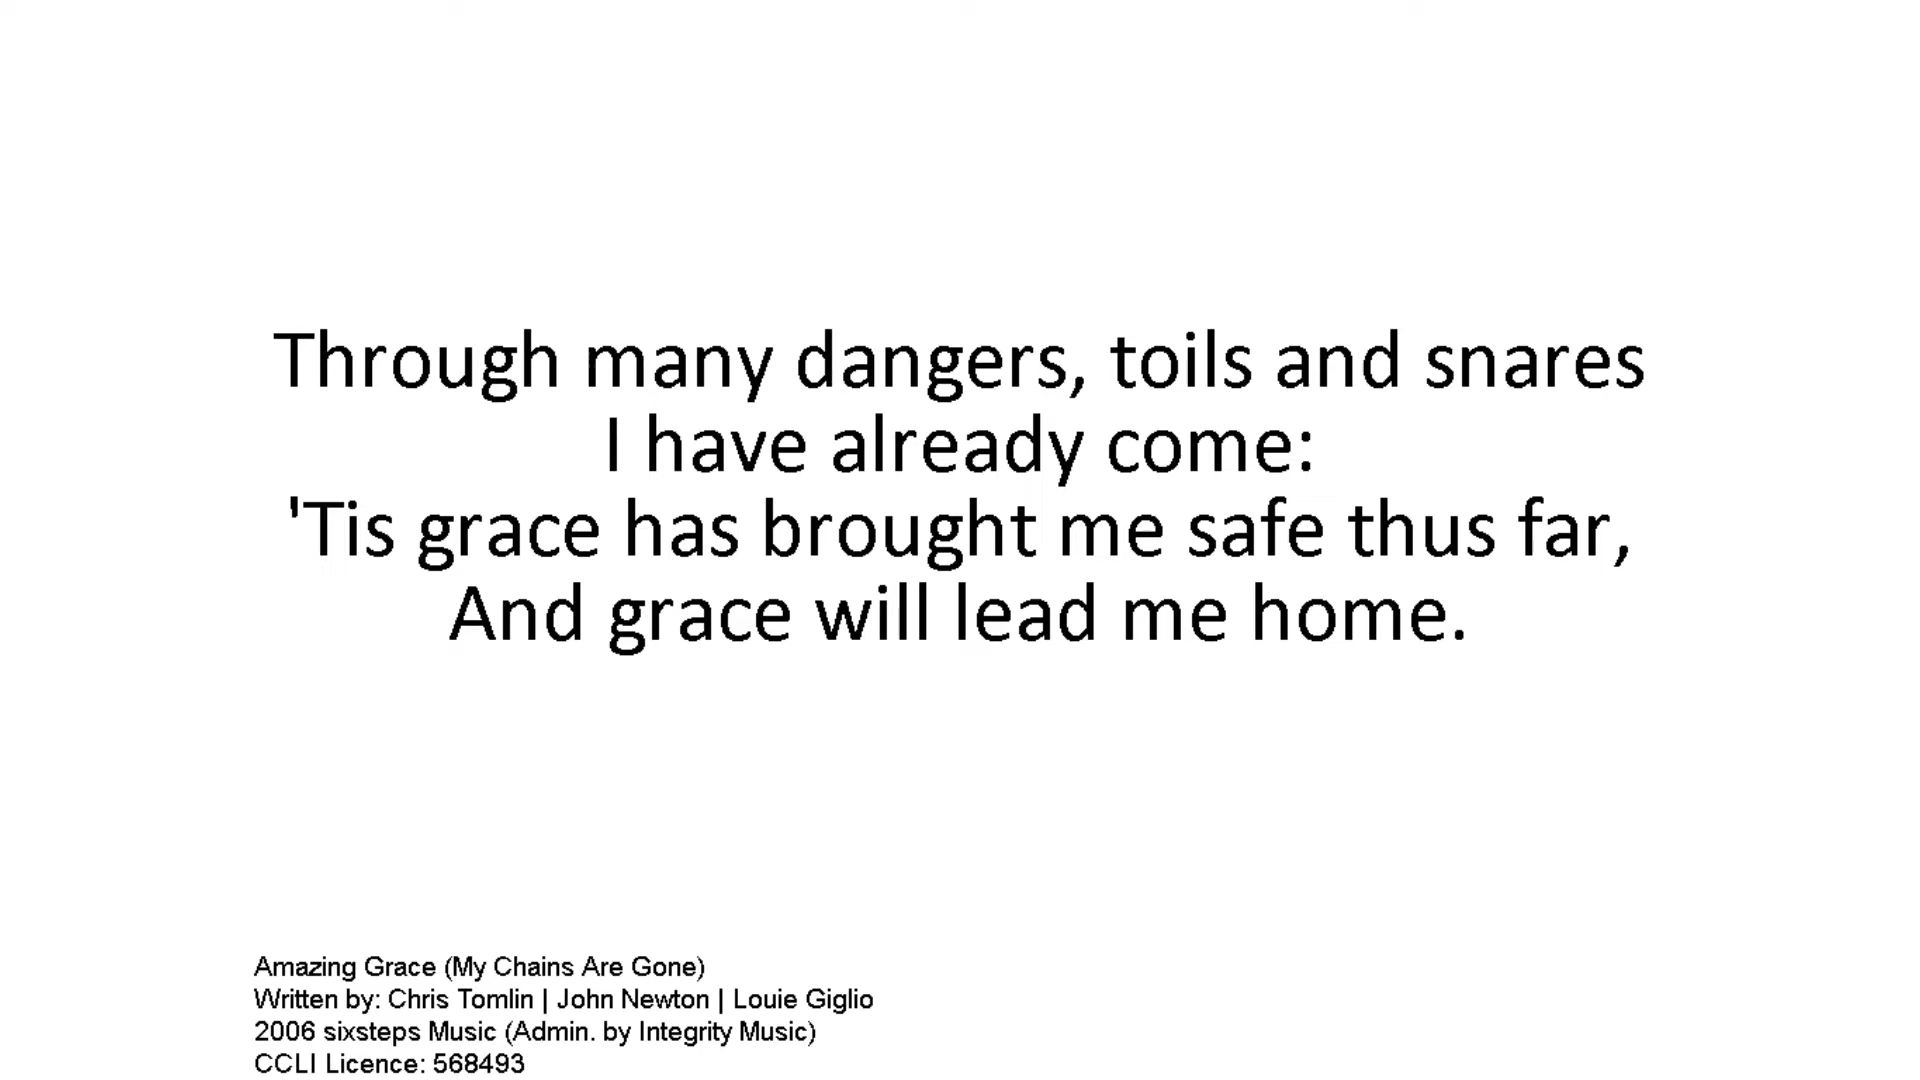 Through many dangers, toils and snares
I have already come:
'Tis grace has brought me safe thus far,
And grace will lead me home.
Amazing Grace (My Chains Are Gone)
Written by: Chris Tomlin | John Newton | Louie Giglio
2006 sixsteps Music (Admin. by Integrity Music)
CCLI Licence: 568493